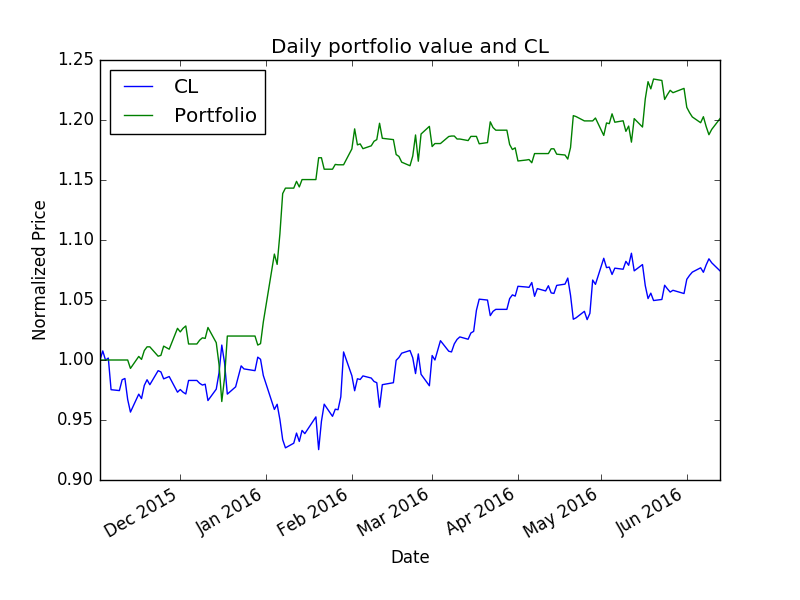 Daily portfolio value and CL
CL
Portfolio
1.25
1.20
1.15
1.10
1.05
1.00
0.95
0.90
Normalized Price
Dec 2015
Jan 2016
Feb 2016
Mar 2016
Apr 2016
May 2016
Jun 2016
Date